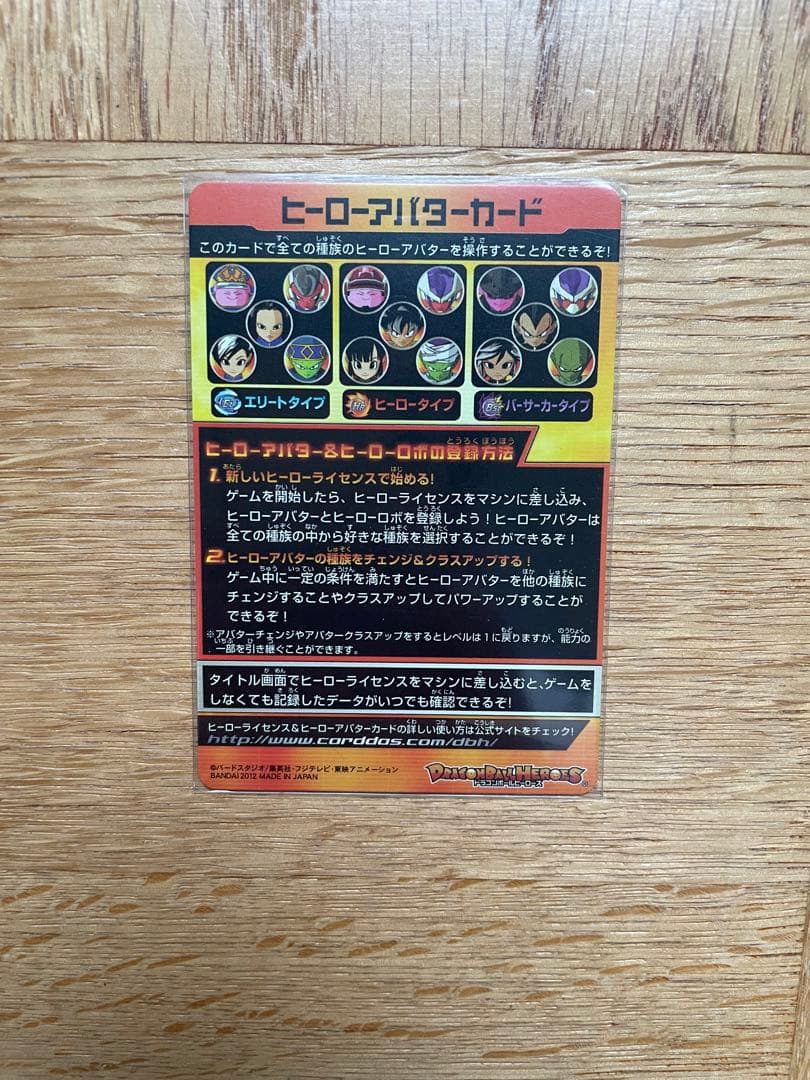 ヒーローアバターカード
このカードで全ての種族のヒーローアバターを操作することができるぞ!
エリートタイプ
ヒーロータイプ
バーサーカータイプ
ヒーローアバター&ヒーローロボの登録方法
1. 新しいヒーローライセンスで始める!
ゲームを開始したら、ヒーローライセンスをマシンに差し込み、
ヒーローアバターとヒーローロボを登録しよう!ヒーローアバターは
全ての種族の中から好きな種族を選択することができるぞ!
2. ヒーローアバターの種族をチェンジ&クラスアップする!
ゲーム中に一定の条件を満たすとヒーローアバターを他の種族に
チェンジすることやクラスアップしてパワーアップすることが
できるぞ!
※アバターチェンジやアバタークラスアップをするとレベルは1に戻りますが、能力の
一部を引き継ぐことができます。
タイトル画面でヒーローライセンスをマシンに差し込むと、ゲームを
しなくても記録したデータがいつでも確認できるぞ!
ヒーローライセンス&ヒーローアバターカードの詳しい使い方は公式サイトをチェック!
http://www.carddas.com/dbh/
©バードスタジオ/集英社・フジテレビ・東映アニメーション
BANDAI 2012 MADE IN JAPAN
DRAGONBALL HEROES
ドラゴンボールヒーローズ